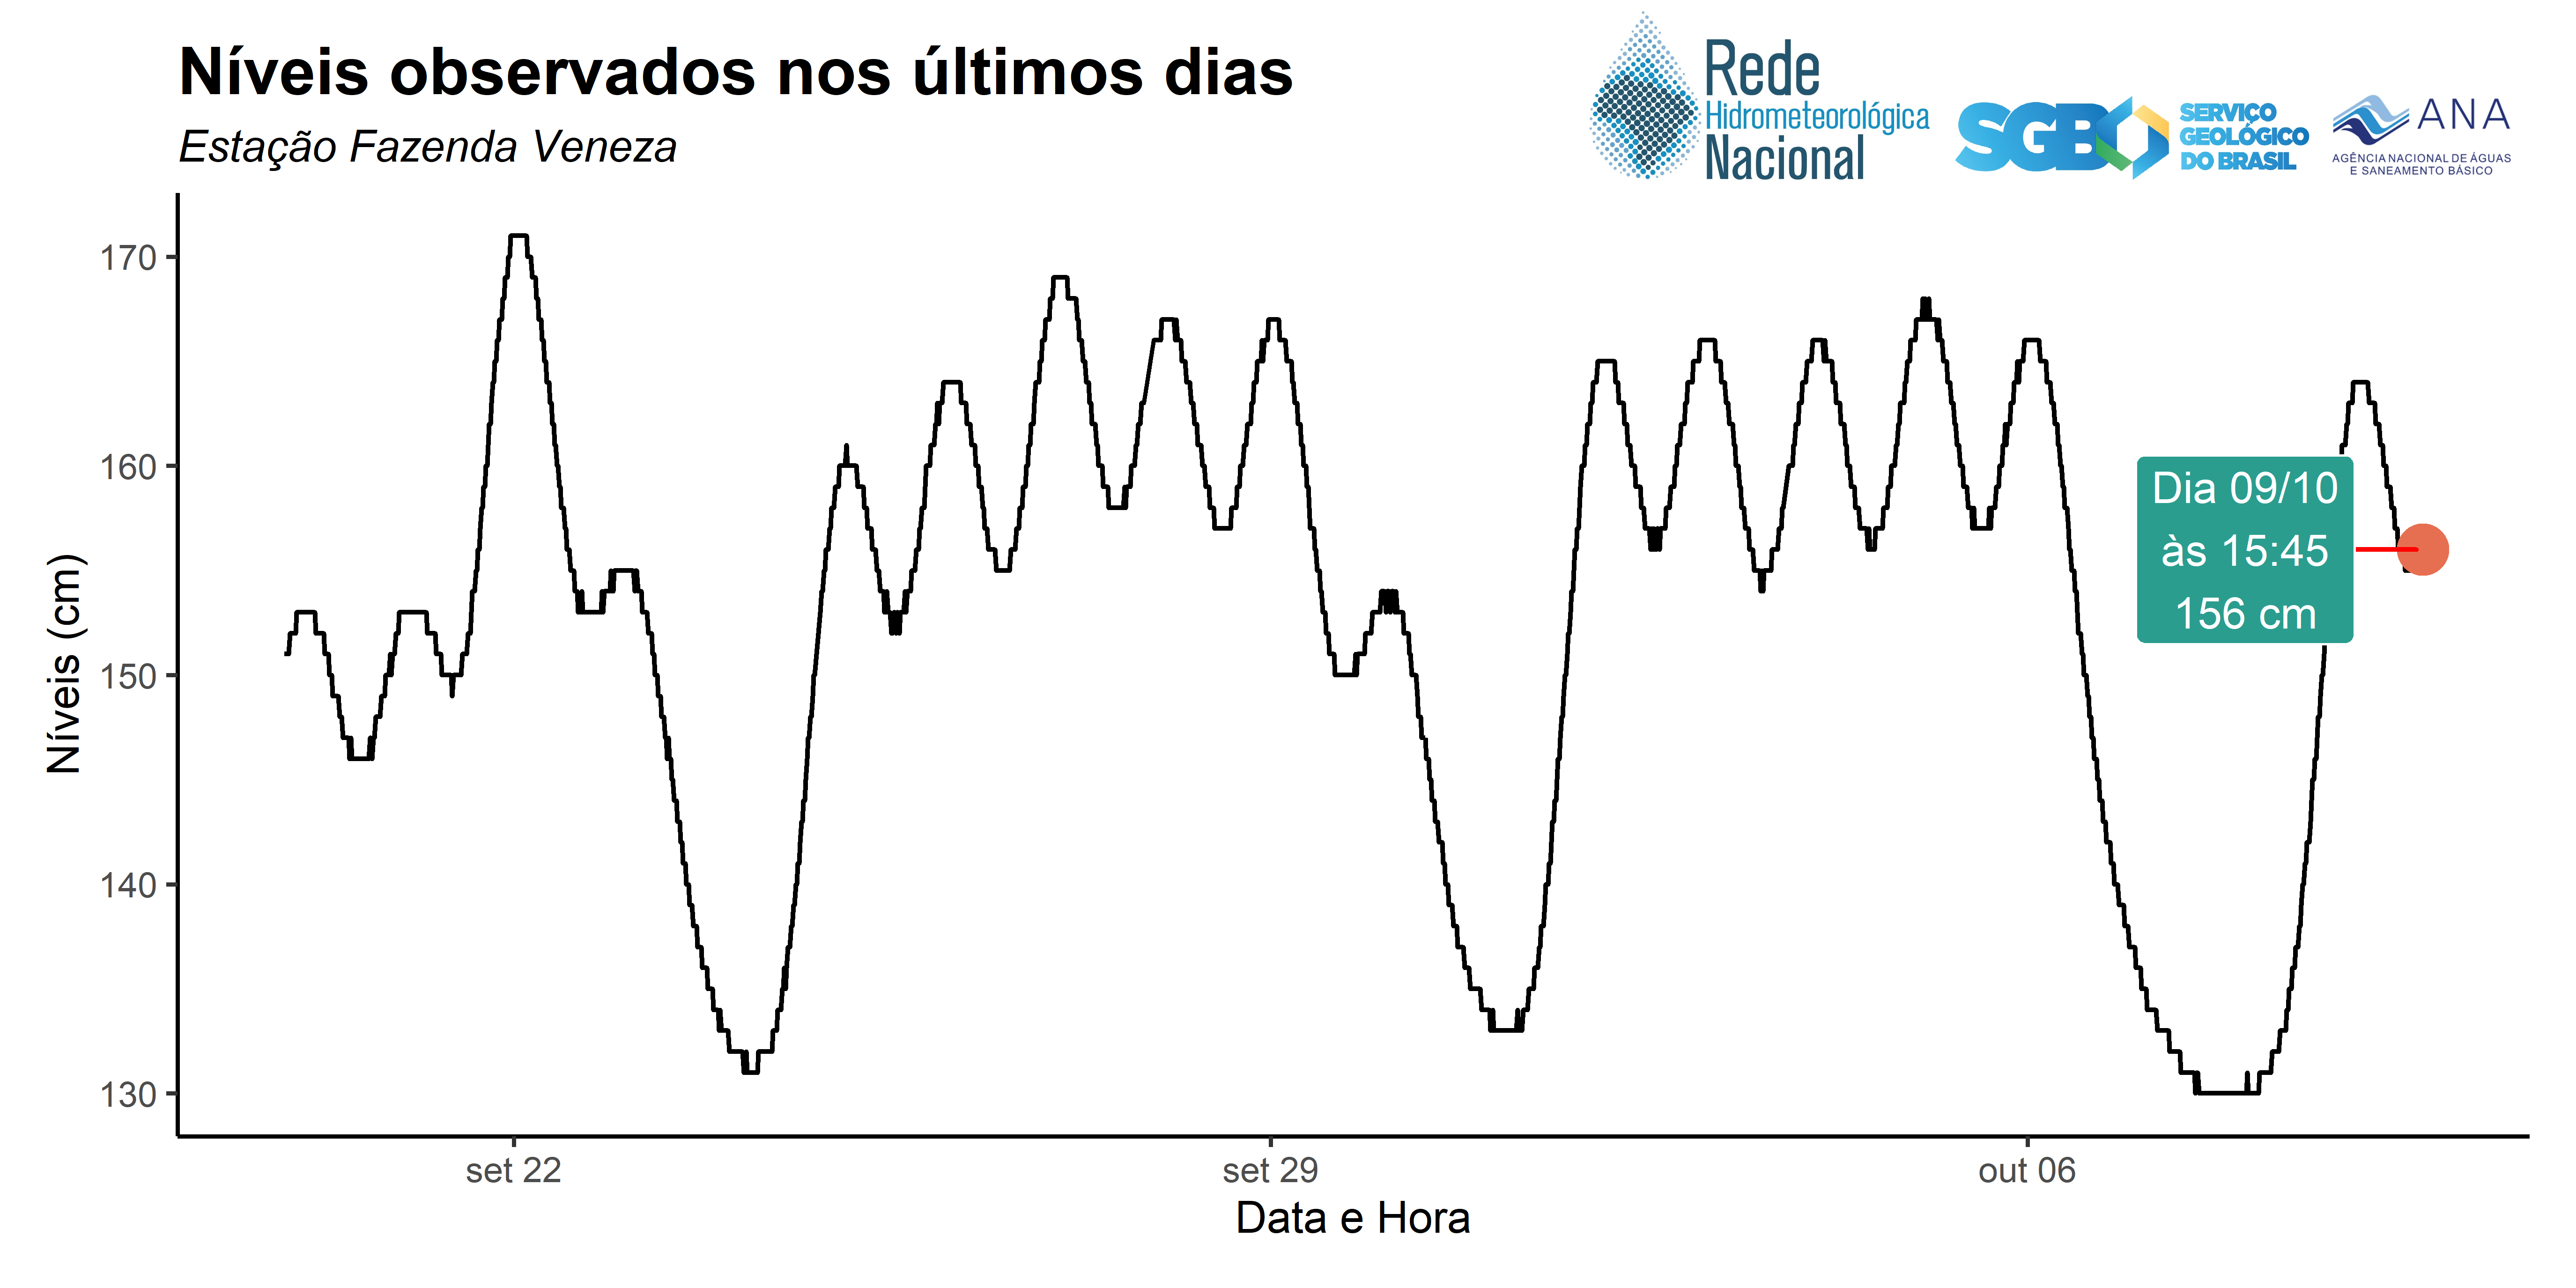 Níveis observados nos últimos dias
Estação Fazenda Veneza
Rede
Hidrometeorológica
Nacional
SGB
SERVIÇO
GEOLÓGICO
DO BRASIL
ANA
AGÊNCIA NACIONAL DE ÁGUAS
E SANEAMENTO BÁSICO
Níveis (cm)
170
160
150
140
130
Dia 09/10
às 15:45
156 cm
set 22
set 29
out 06
Data e Hora